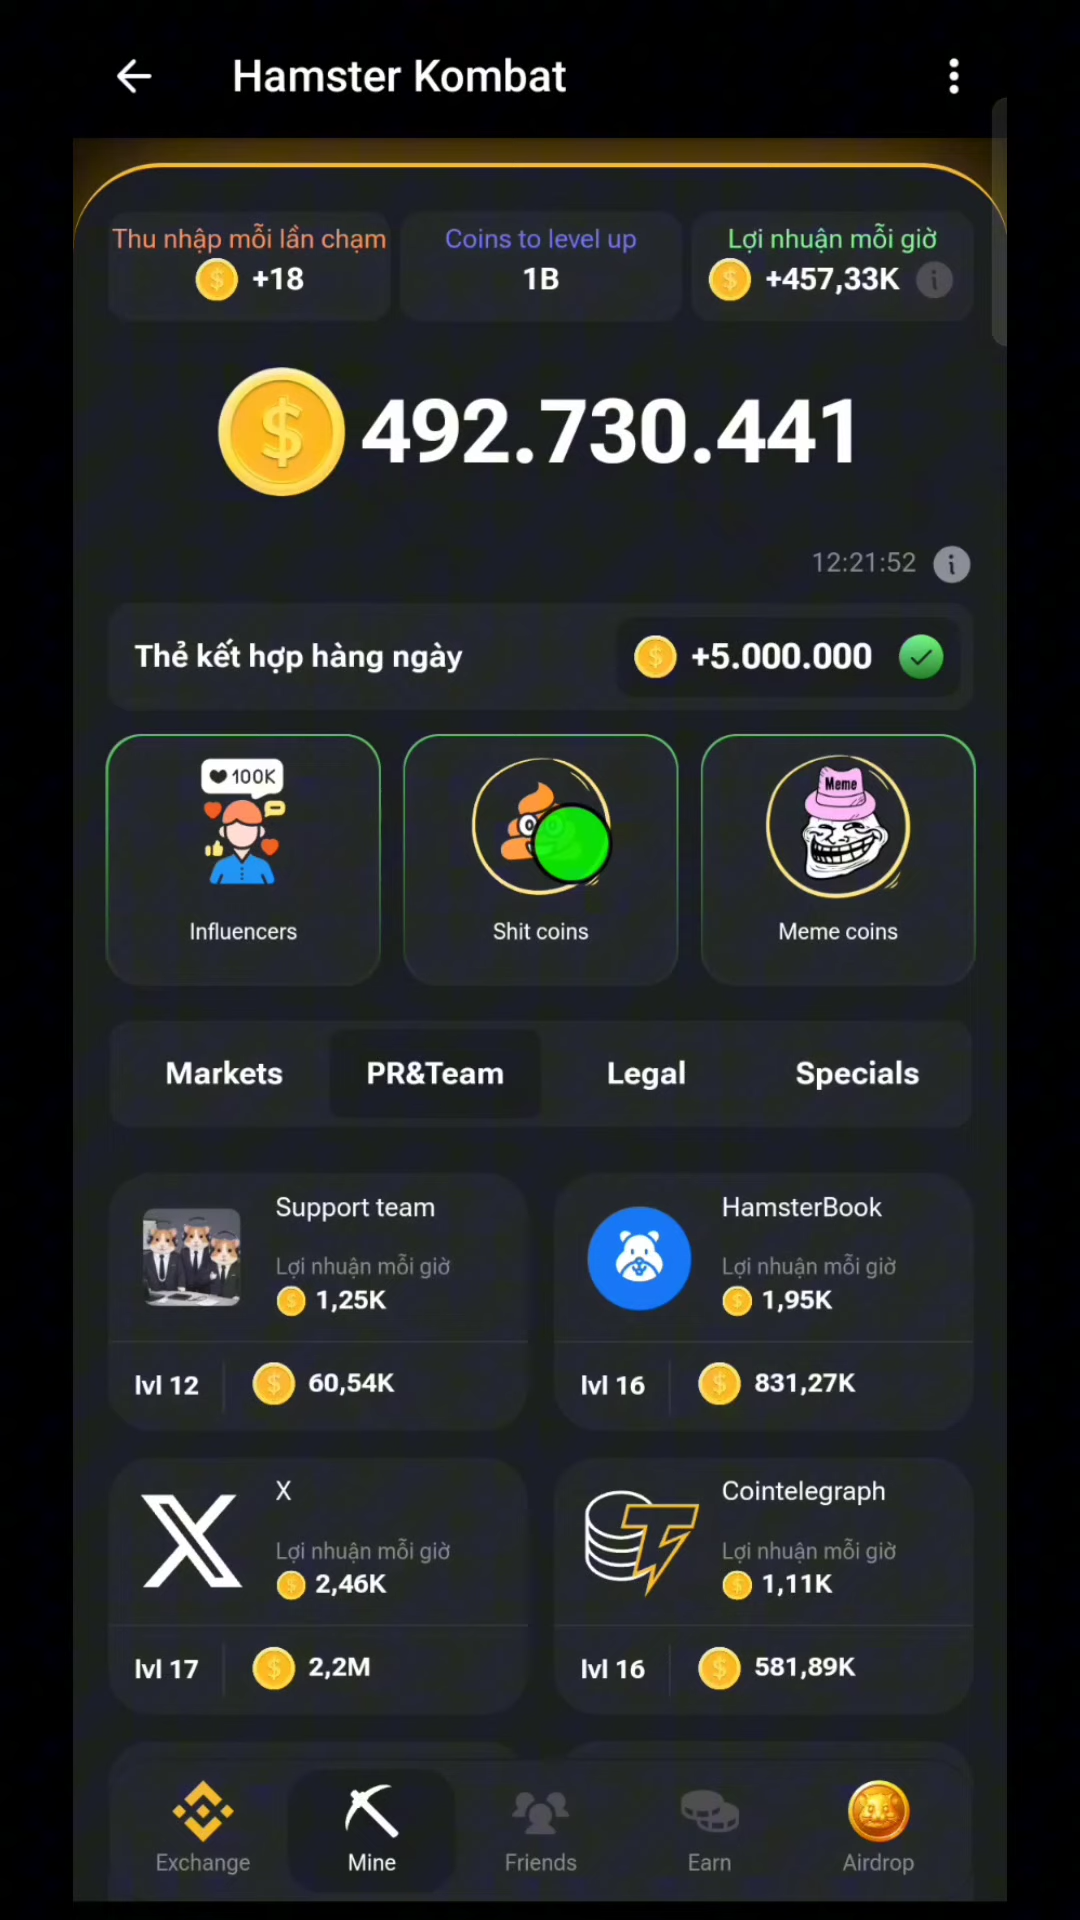 Hamster Kombat
Thu nhập mỗi lần chạm
+18
Coins to level up
1B
Lợi nhuận mỗi giờ
+457,33K
492.730.441
12:21:52
Thẻ kết hợp hàng ngày
+5.000.000
100K
Influencers
Shit coins
Meme
Meme coins
Markets
PR&Team
Legal
Specials
Support team
Lợi nhuận mỗi giờ
1,25K
lvl 12
60,54K
HamsterBook
Lợi nhuận mỗi giờ
1,95K
lvl 16
831,27K
X
Lợi nhuận mỗi giờ
2,46K
lvl 17
2,2M
Cointelegraph
Lợi nhuận mỗi giờ
1,11K
lvl 16
581,89K
Exchange
Mine
Friends
Earn
Airdrop